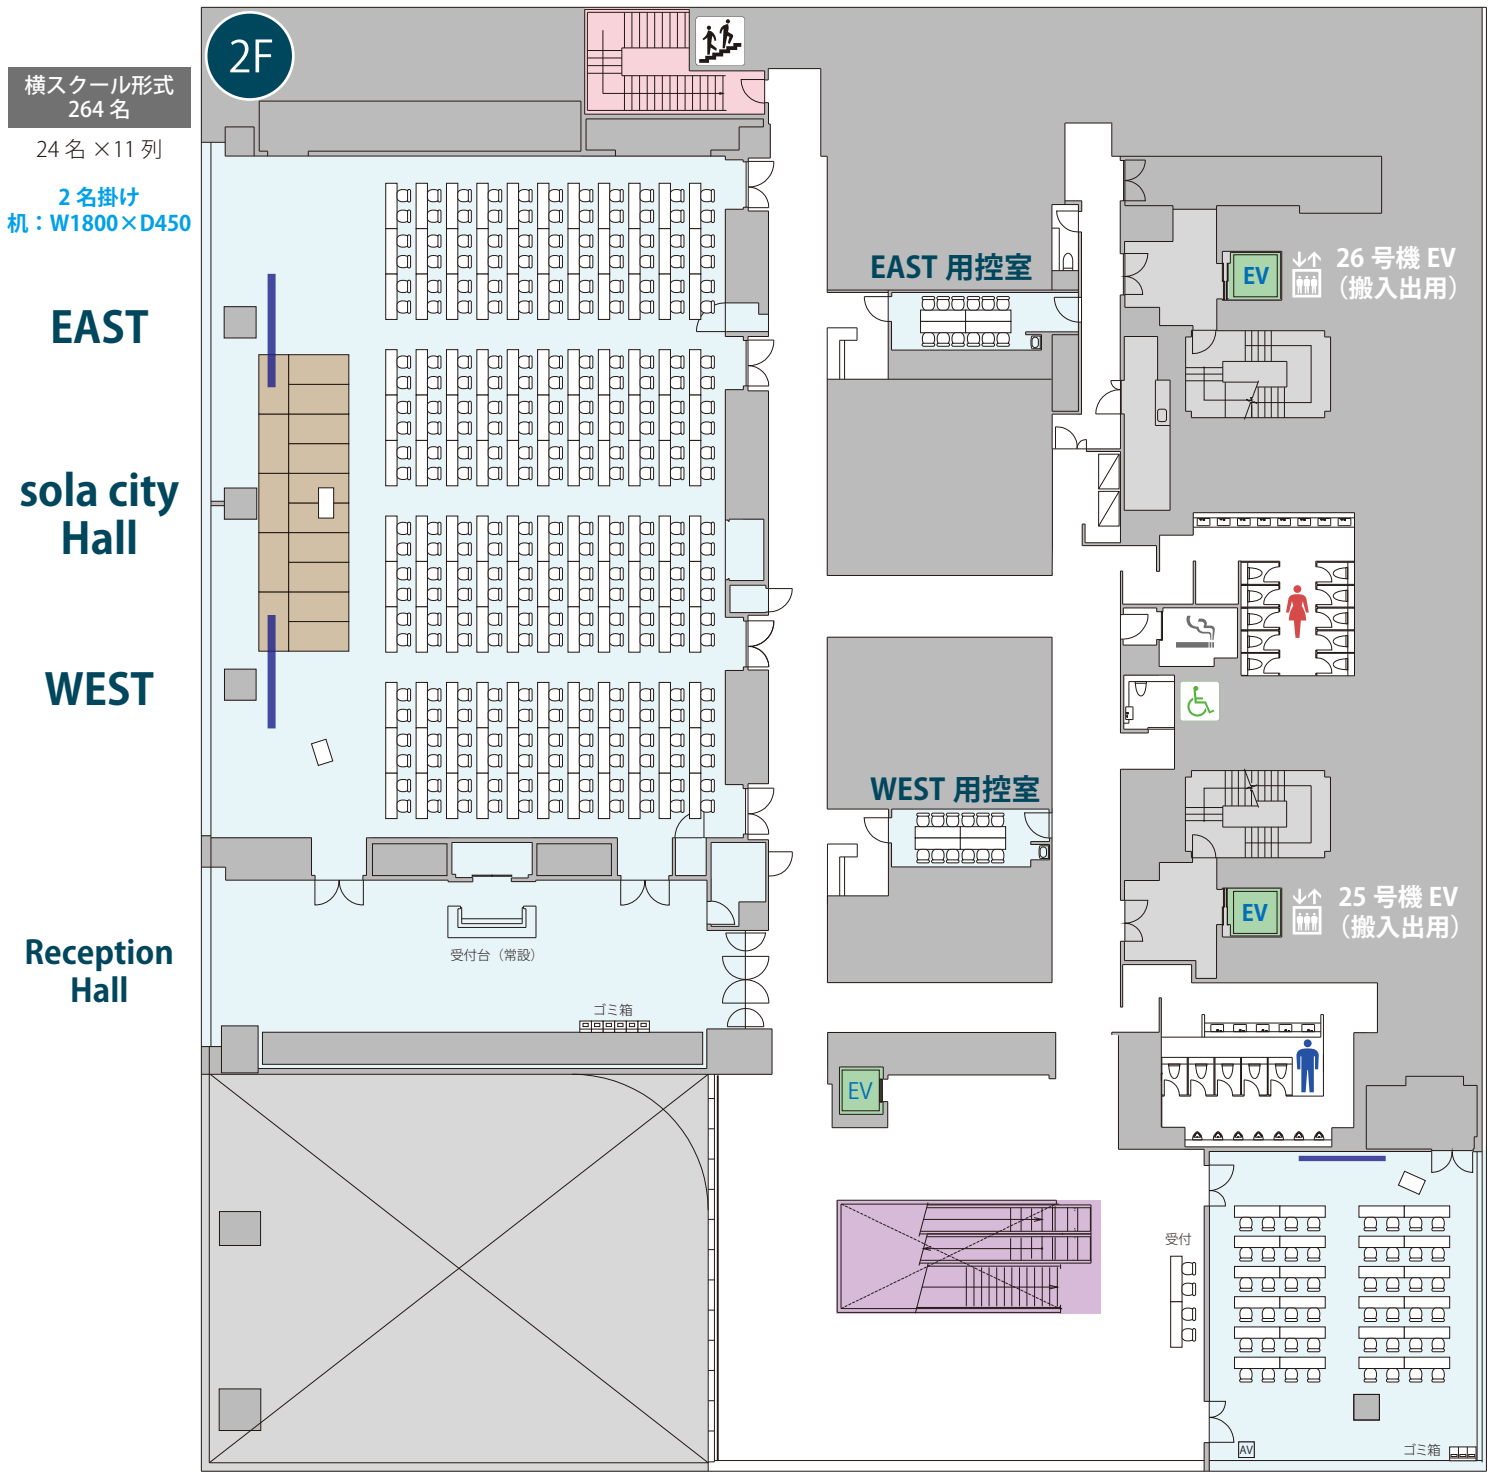 2F
横スクール形式
264 名
24 名 ×11 列
2 名掛け
机：W1800×D450
EAST
sola city
Hall
WEST
Reception
Hall
EAST 用控室
WEST 用控室
EV
26 号機 EV
（搬入出用）
EV
25 号機 EV
（搬入出用）
受付台（常設）
ゴミ箱
EV
受付
AV
ゴミ箱